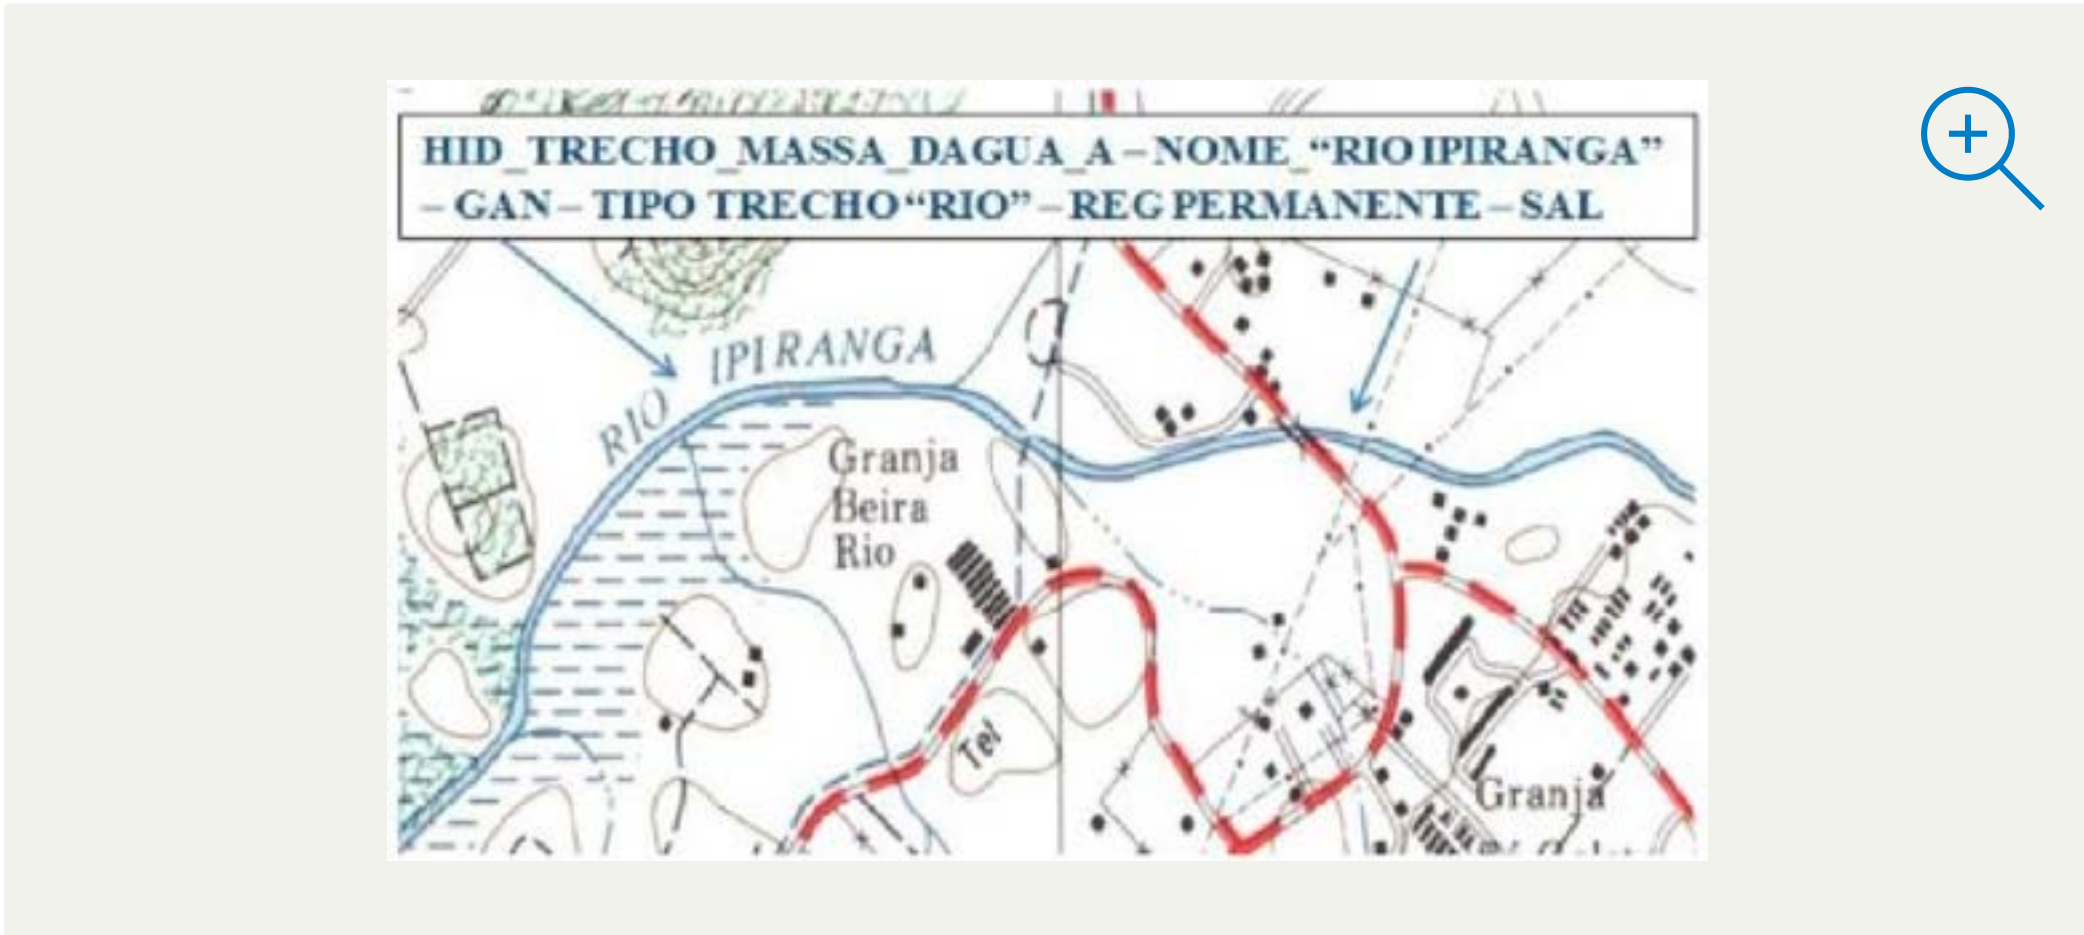 HID_TRECHO_MASSA_DAGUA_A – NOME_“RIO IPIRANGA”
– GAN – TIPO TRECHO “RIO” – REG PERMANENTE – SAL
RIO IPIRANGA
Granja
Beira
Rio
Tel
Granja